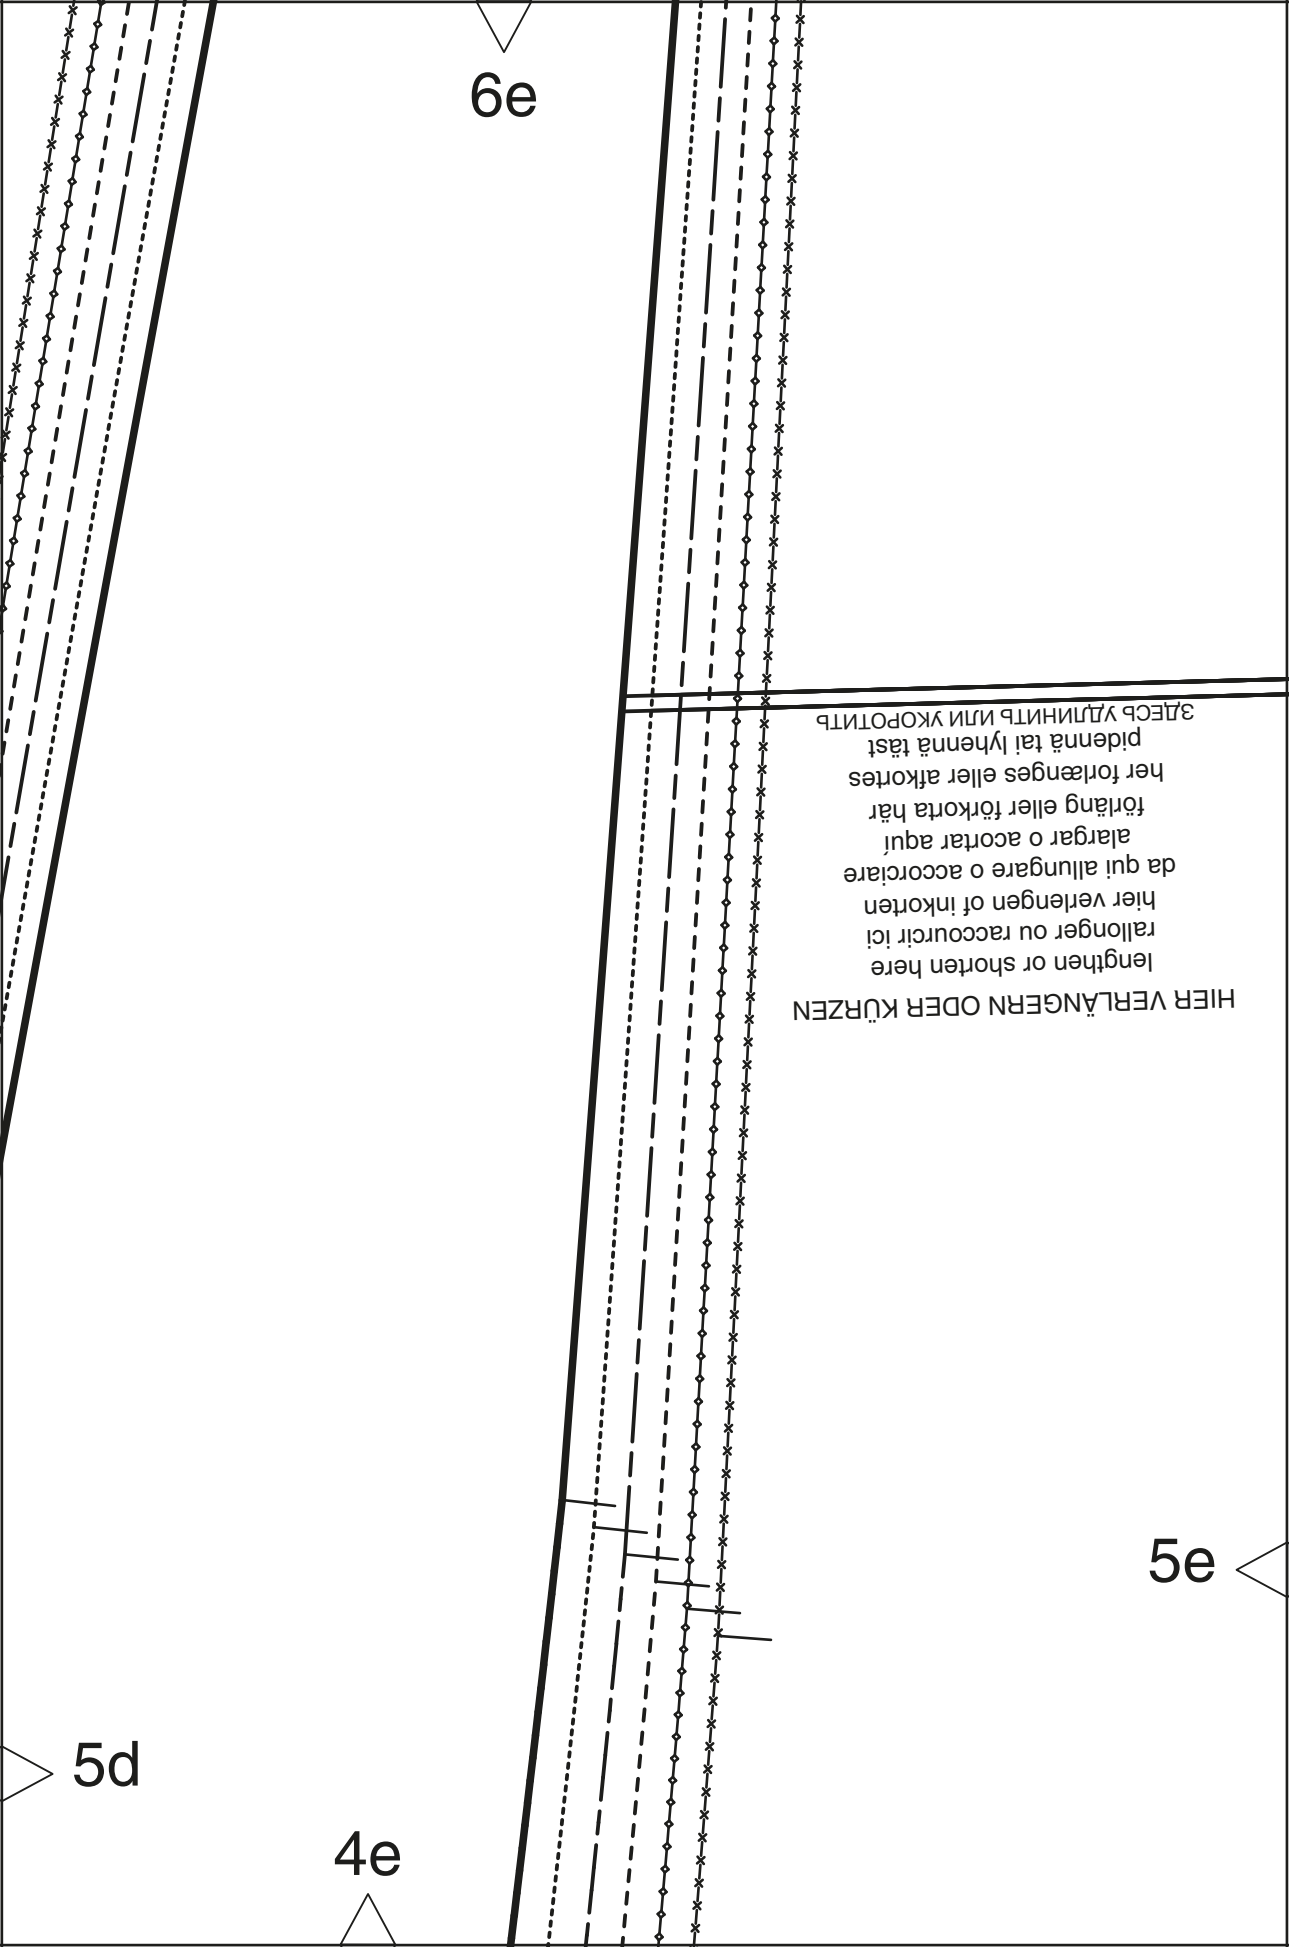 6e
HIER VERLÄNGERN ODER KÜRZEN
lengthen or shorten here
rallonger ou raccourcir ici
hier verlengen of inkorten
da qui allungare o accorciare
alargar o acortar aquí
förläng eller förkorta här
her forlænges eller afkortes
pidennä tai lyhennä täst
ЗДЕСЬ УДЛИНИТЬ ИЛИ УКОРОТИТЬ
5e
5d
4e